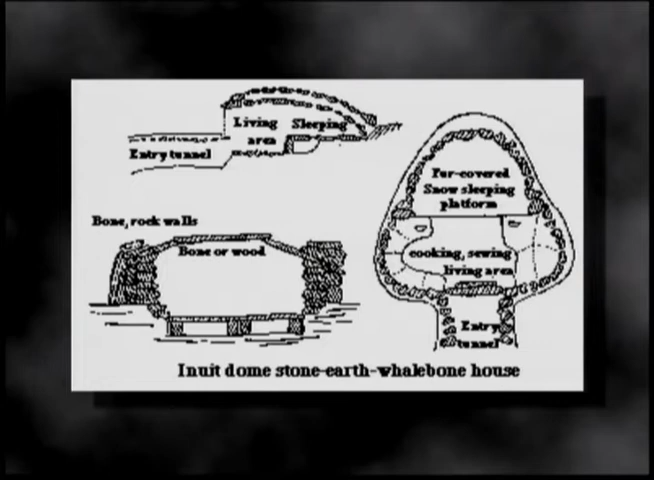 Living Sleeping
area
Entry tunnel
Fur-covered
Snow sleeping
platform
Bone, rock walls
Bone or wood
cooking, sewing
living area
Entry
tunnel
Inuit dome stone-earth-whalebone house